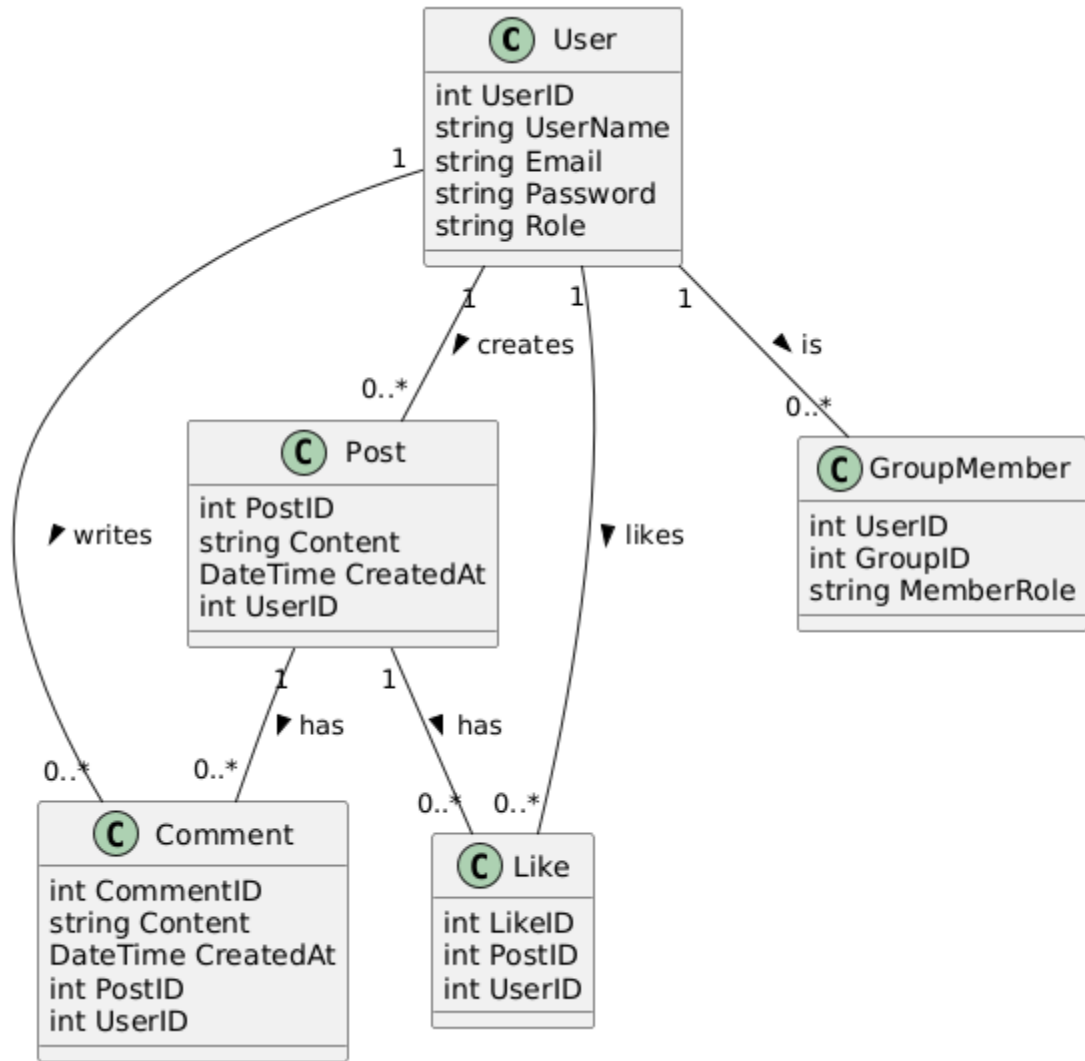 C User
int UserID
string UserName
string Email
string Password
string Role
1
1
1
1
creates
is
0..*
0..*
C Post
int PostID
string Content
DateTime CreatedAt
int UserID
C GroupMember
int UserID
int GroupID
string MemberRole
writes
likes
1
1
has
has
0..*
0..*
0..*
0..*
C Comment
int CommentID
string Content
DateTime CreatedAt
int PostID
int UserID
C Like
int LikeID
int PostID
int UserID